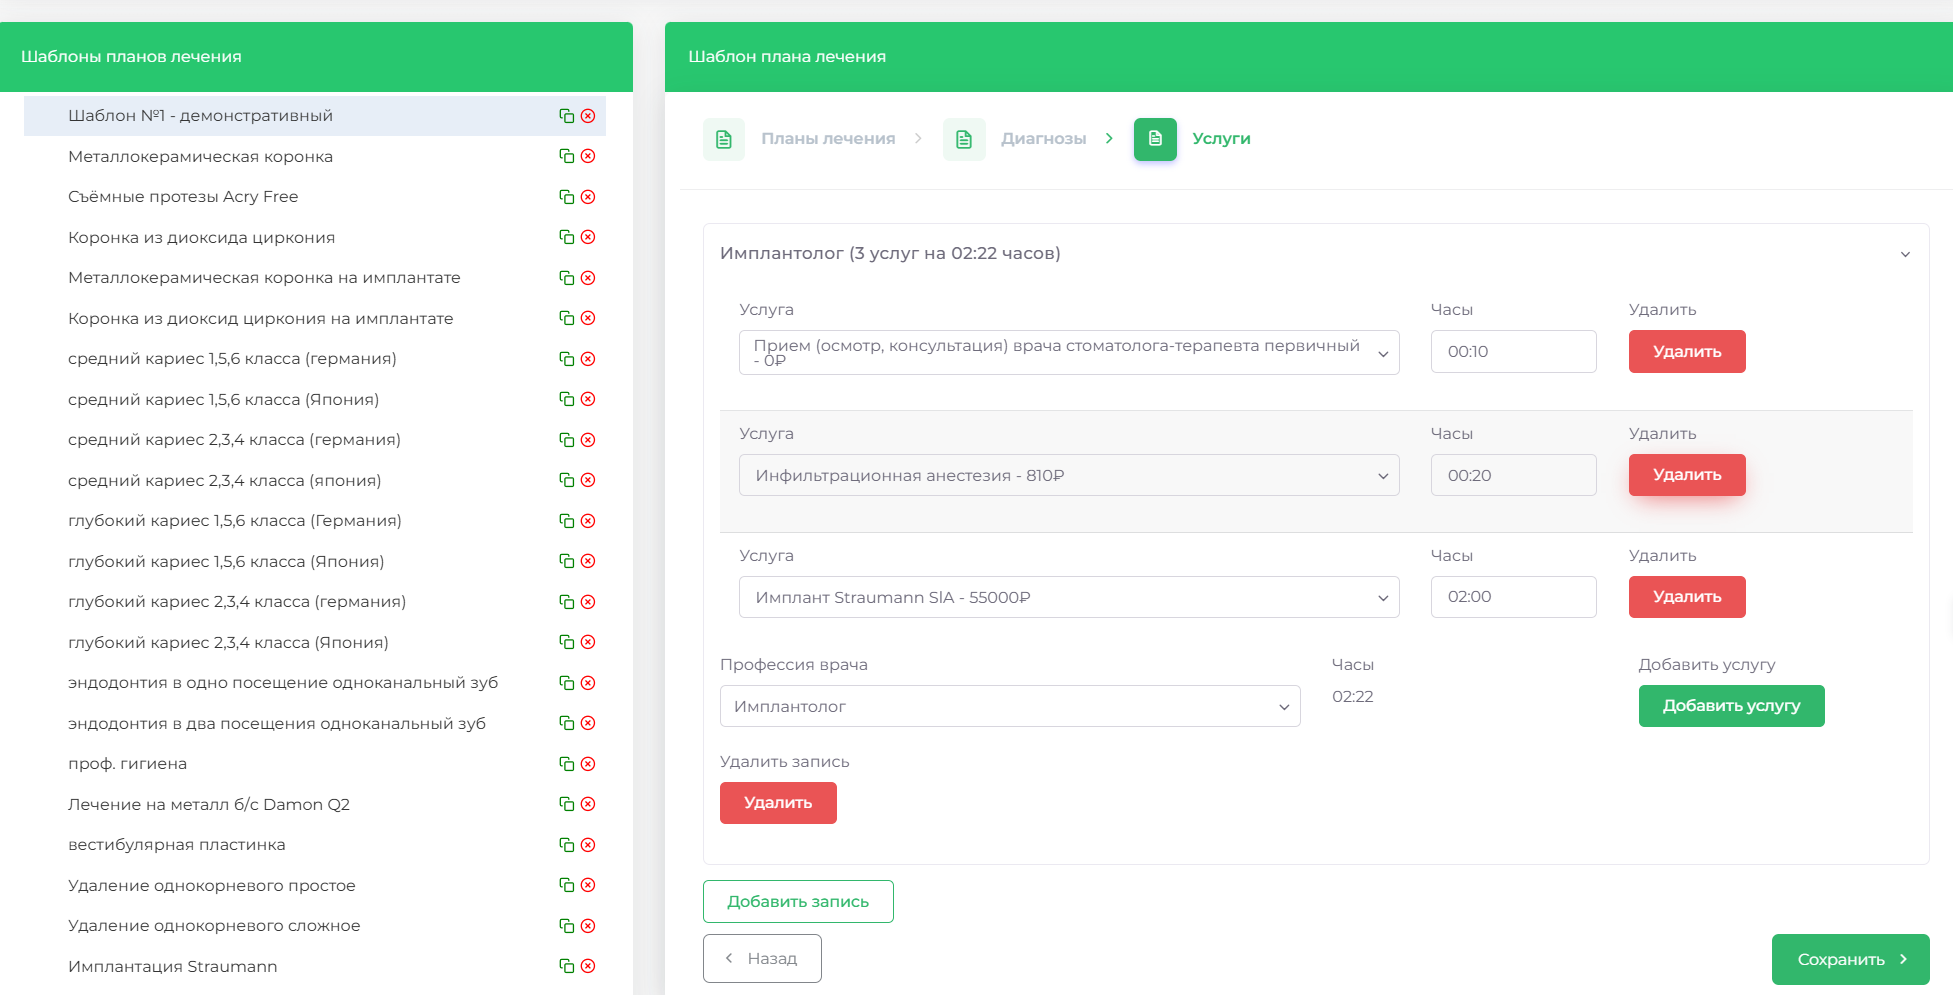 Шаблоны планов лечения
Шаблон №1 - демонстративный
Металлокерамическая коронка
Съёмные протезы Acry Free
Коронка из диоксида циркония
Металлокерамическая коронка на имплантате
Коронка из диоксид циркония на имплантате
средний кариес 1,5,6 класса (германия)
средний кариес 1,5,6 класса (Япония)
средний кариес 2,3,4 класса (германия)
средний кариес 2,3,4 класса (япония)
глубокий кариес 1,5,6 класса (Германия)
глубокий кариес 1,5,6 класса (Япония)
глубокий кариес 2,3,4 класса (германия)
глубокий кариес 2,3,4 класса (Япония)
эндодонтия в одно посещение одноканальный зуб
эндодонтия в два посещения одноканальный зуб
проф. гигиена
Лечение на металл б/с Damon Q2
вестибулярная пластинка
Удаление однокорневого простое
Удаление однокорневого сложное
Имплантация Straumann
Шаблон плана лечения
Планы лечения Диагнозы Услуги
Имплантолог (3 услуг на 02:22 часов)
Услуга Часы Удалить
Прием (осмотр, консультация) врача стоматолога-терапевта первичный
- 0₽
00:10 Удалить
Услуга Часы Удалить
Инфильтрационная анестезия - 810₽ 00:20 Удалить
Услуга Часы Удалить
Имплант Straumann SlA - 55000₽ 02:00 Удалить
Профессия врача Часы Добавить услугу
Имплантолог 02:22 Добавить услугу
Удалить запись
Удалить
Добавить запись
Назад Сохранить